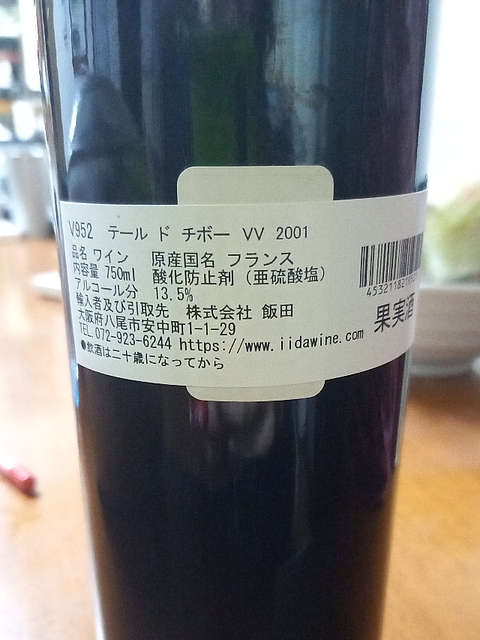 V952 テール ド チボー VV 2001
品名 ワイン 原産国名 フランス
内容量 750ml 酸化防止剤 (亜硫酸塩)
アルコール分 13.5%
輸入者及び引取先 株式会社 飯田
大阪府八尾市安中町1-1-29
TEL.072-923-6244 https://www.iidawine.com
●飲酒は二十歳になってから
果実酒